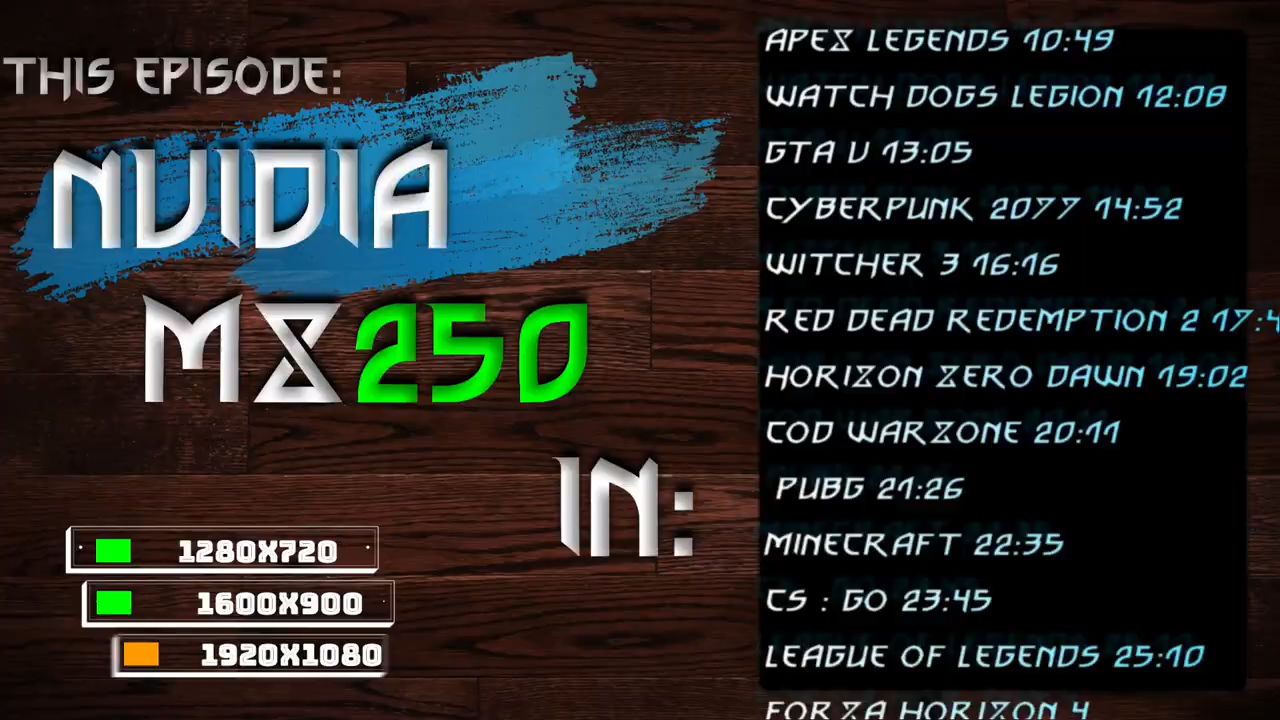 THIS EPISODE:
NVIDIA
MX250
IN:
1280X720
1600X900
1920X1080
APEX LEGENDS 10:49
WATCH DOGS LEGION 12:08
GTA V 13:05
CYBERPUNK 2077 14:52
WITCHER 3 16:16
RED DEAD REDEMPTION 2 17:4
HORIZON ZERO DAWN 19:02
COD WARZONE 20:11
PUBG 21:26
MINECRAFT 22:35
CS : GO 23:45
LEAGUE OF LEGENDS 25:10
FORZA HORIZON 4